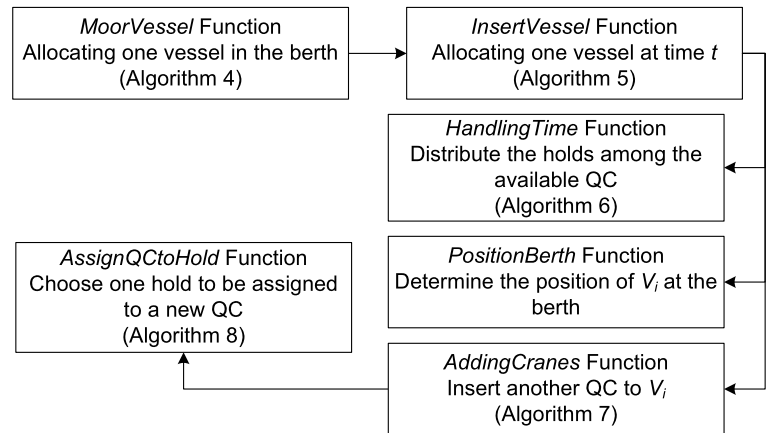 MoorVessel Function
Allocating one vessel in the berth
(Algorithm 4)
InsertVessel Function
Allocating one vessel at time t
(Algorithm 5)
HandlingTime Function
Distribute the holds among the
available QC
(Algorithm 6)
PositionBerth Function
Determine the position of Vi at the
berth
AddingCranes Function
Insert another QC to Vi
(Algorithm 7)
AssignQCtoHold Function
Choose one hold to be assigned
to a new QC
(Algorithm 8)